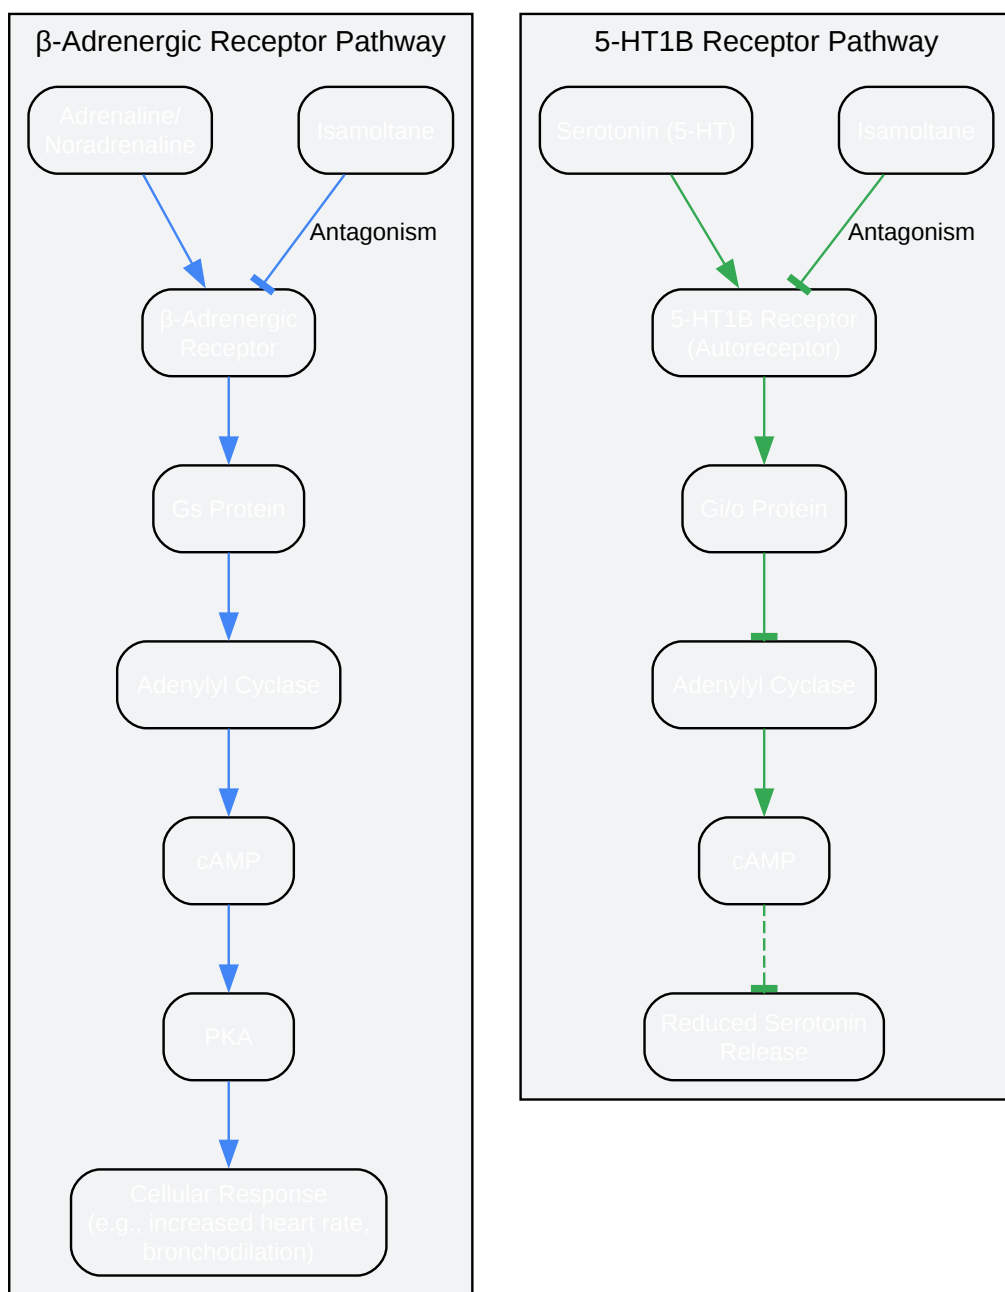 β-Adrenergic Receptor Pathway
Adrenaline/
Noradrenaline
Isamoltane
Antagonism
β-Adrenergic
Receptor
Gs Protein
Adenylyl Cyclase
cAMP
PKA
Cellular Response
(e.g., increased heart rate,
bronchodilation)
5-HT1B Receptor Pathway
Serotonin (5-HT)
Isamoltane
Antagonism
5-HT1B Receptor
(Autoreceptor)
Gi/o Protein
Adenylyl Cyclase
cAMP
Reduced Serotonin
Release